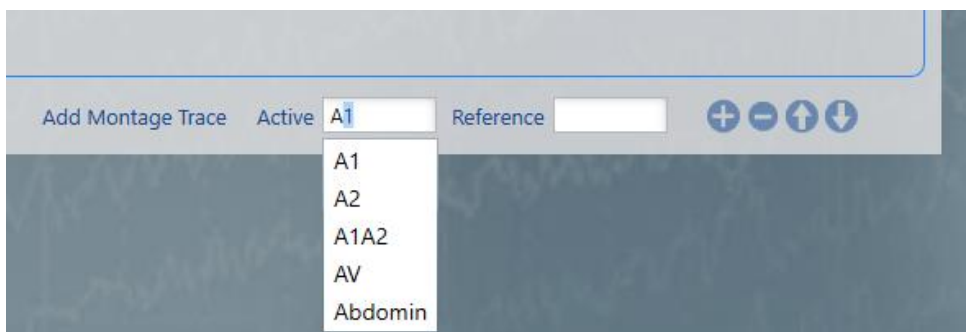 Add Montage Trace Active A1 Reference
A1
A2
A1A2
AV
Abdomin